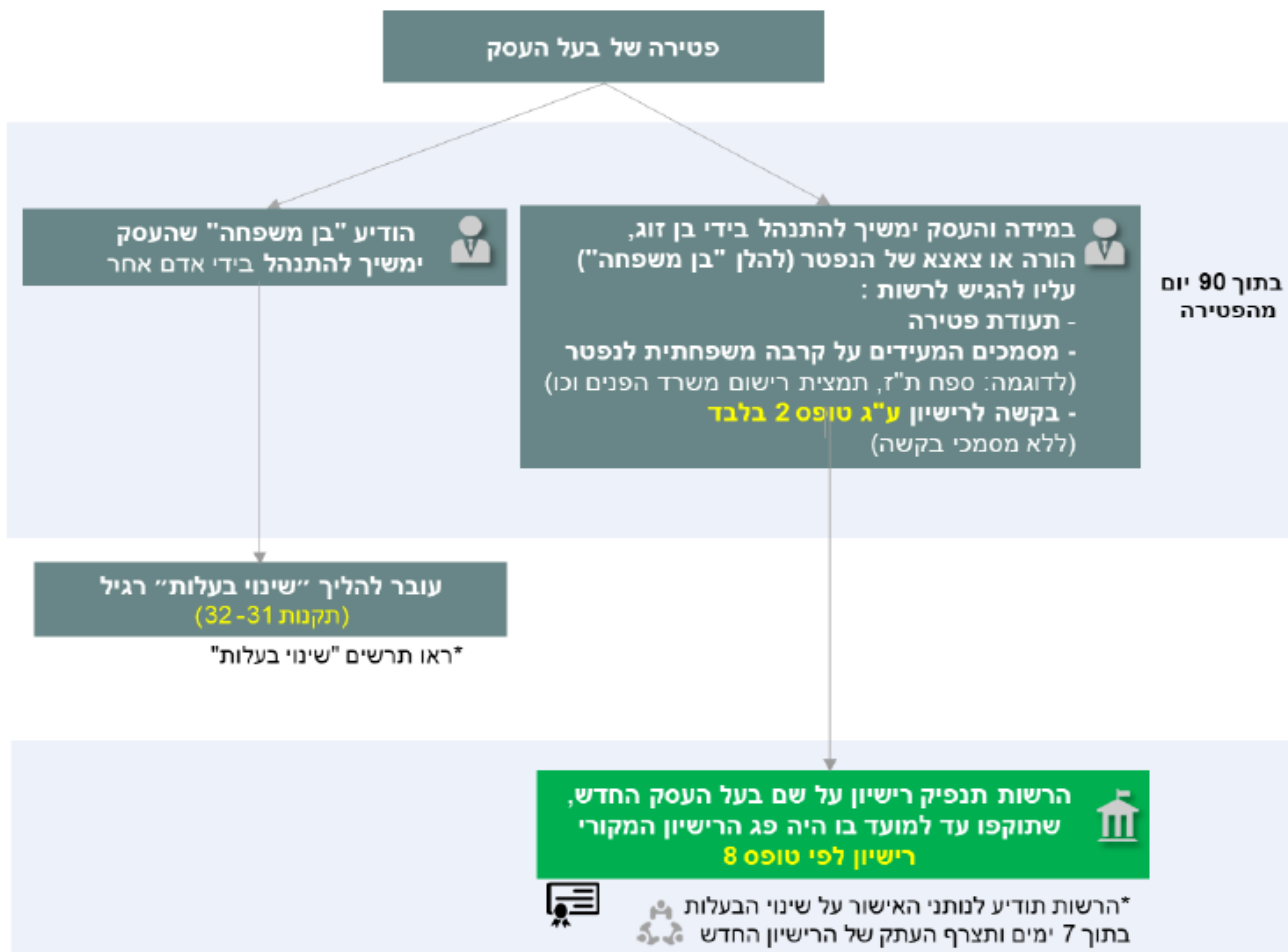 פטירה של בעל העסק
בתוך 90 יום
מהפטירה
במידה והעסק ימשיך להתנהל בידי בן זוג,
הורה או צאצא של הנפטר (להלן "בן משפחה")
עליו להגיש לרשות :
- תעודת פטירה
- מסמכים המעידים על קרבה משפחתית לנפטר
(לדוגמה: ספח ת"ז, תמצית רישום משרד הפנים וכו)
- בקשה לרישיון ע"ג טופס 2 בלבד
(ללא מסמכי בקשה)
הודיע "בן משפחה" שהעסק
ימשיך להתנהל בידי אדם אחר
עובר להליך ״שינוי בעלות״ רגיל
(תקנות 32-31)
*ראו תרשים "שינוי בעלות"
הרשות תנפיק רישיון על שם בעל העסק החדש,
שתוקפו עד למועד בו היה פג הרישיון המקורי
רישיון לפי טופס 8
*הרשות תודיע לנותני האישור על שינוי הבעלות
בתוך 7 ימים ותצרף העתק של הרישיון החדש